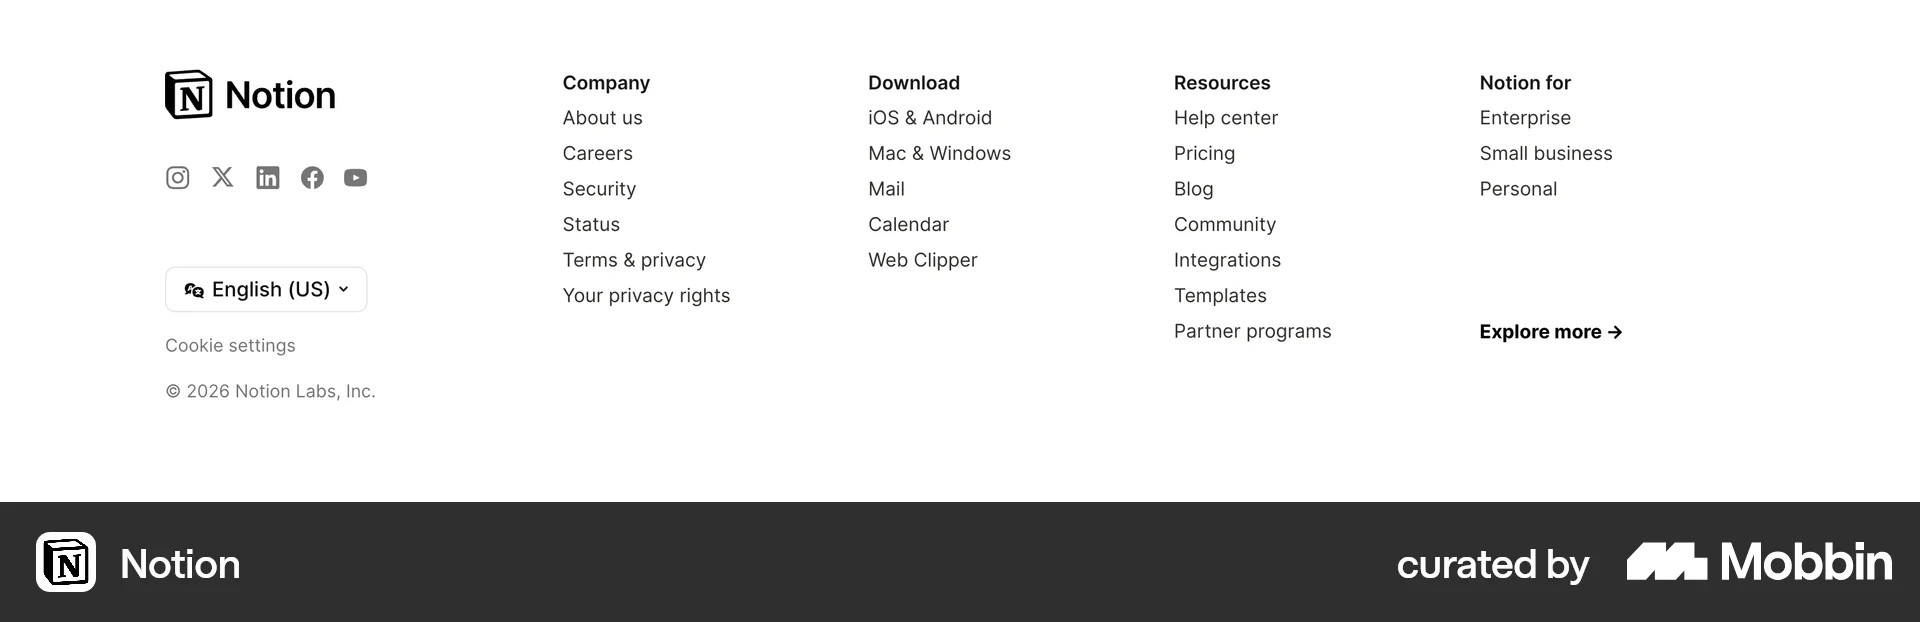 Notion
English (US)
Cookie settings
© 2026 Notion Labs, Inc.
Company
About us
Careers
Security
Status
Terms & privacy
Your privacy rights
Download
iOS & Android
Mac & Windows
Mail
Calendar
Web Clipper
Resources
Help center
Pricing
Blog
Community
Integrations
Templates
Partner programs
Notion for
Enterprise
Small business
Personal
Explore more →
Notion
curated by Mobbin